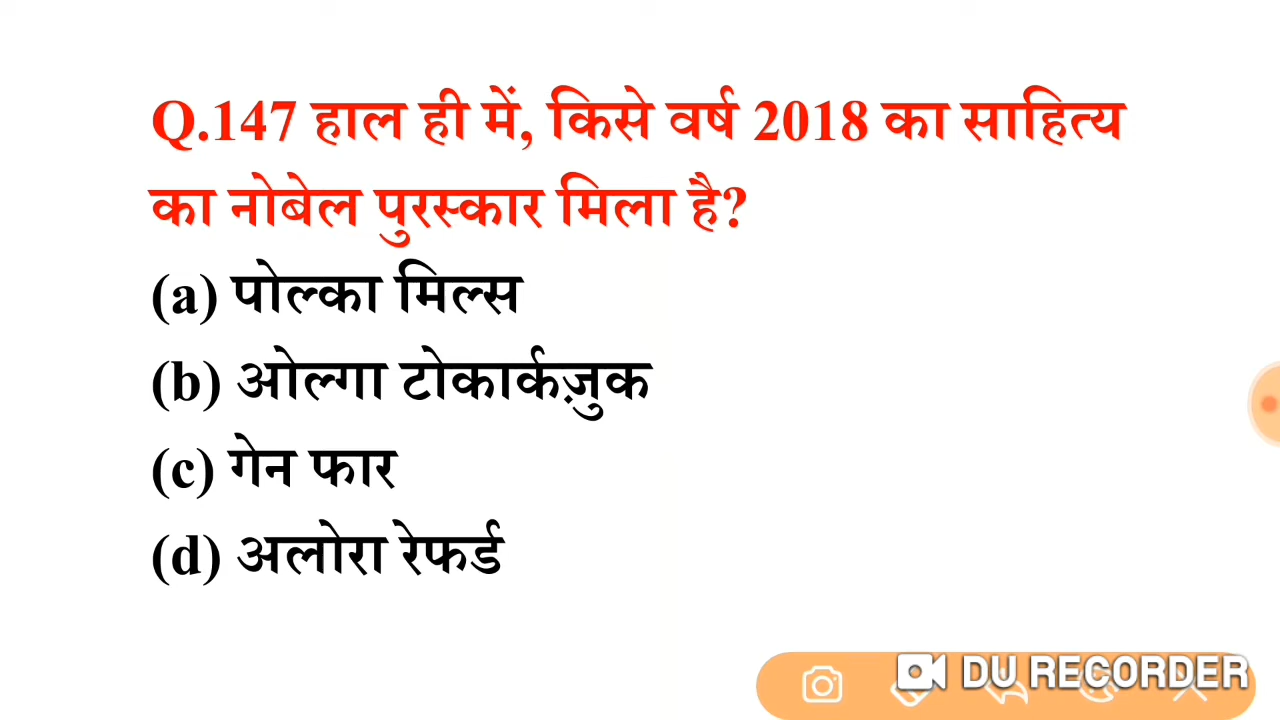 Q.147 हाल ही में, किसे वर्ष 2018 का साहित्य
का नोबेल पुरस्कार मिला है?
(a) पोल्का मिल्स
(b) ओल्गा टोकार्कज़ुक
(c) गेन फार
(d) अलोरा रेफर्ड
DU RECORDER